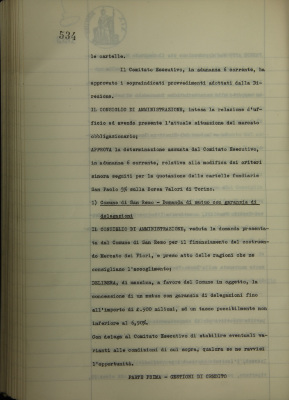 534
le cartelle.
Il Comitato Esecutivo, in adunanza 6 corrente, ha
approvato i sopraindicati provvedimenti adottati dalla Di-
rezione.
IL CONSIGLIO DI AMMINISTRAZIONE, intesa la relazione d'uf-
ficio ed avendo presente l'attuale situazione del mercato
obbligazionario;
APPROVA la determinazione assunta dal Comitato Esecutivo,
in adunanza 6 corrente, relativa alla modifica dei criteri
sinora seguiti per la quotazione delle cartelle fondiarie
San Paolo 5% sulla Borsa Valori di Torino.
Comune di San Remo - Domanda di mutuo con garanzia di
delegazioni
IL CONSIGLIO DI AMMINISTRAZIONE, veduta la domanda presenta-
ta dal Comune di San Remo per il finanziamento del costruendo
Mercato dei Fiori, e preso atto delle ragioni che ne
consigliano l'accoglimento;
DELIBERA, di massima, a favore del Comune in oggetto, la
concessione di un mutuo con garanzia di delegazioni fino
all'importo di £.500 milioni, ad un tasso possibilmente non
inferiore al 6,50%.
Con delega al Comitato Esecutivo di stabilire eventuali va-
rianti alle condizioni di cui sopra, qualora se ne ravvisi
l'opportunità.
PARTE PRIMA - GESTIONI DI CREDITO